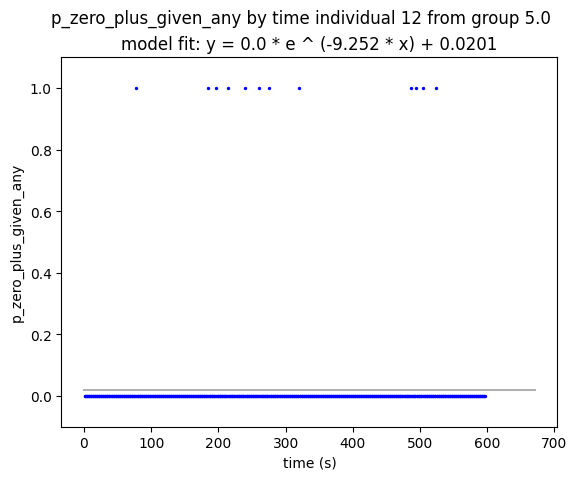 p_zero_plus_given_any by time individual 12 from group 5.0
model fit: y = 0.0 * e ^ (-9.252 * x) + 0.0201
1.0
0.8
0.6
0.4
0.2
0.0
p_zero_plus_given_any
0 100 200 300 400 500 600 700
time (s)